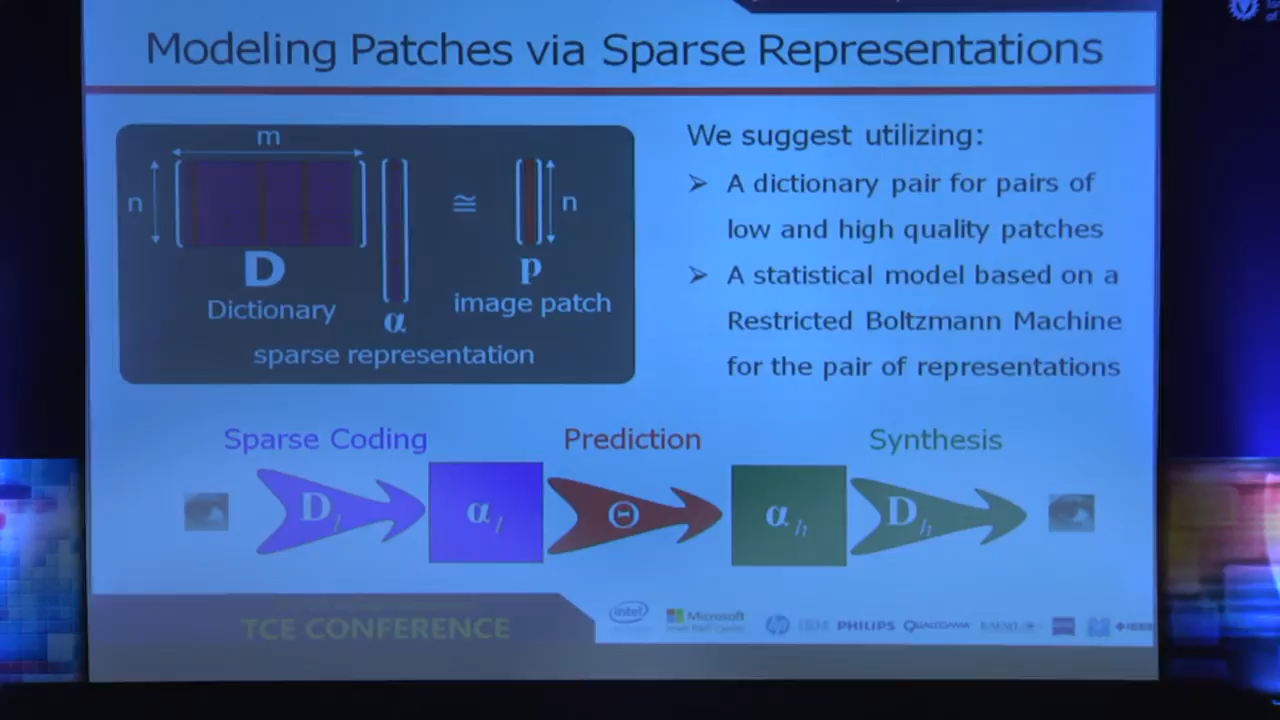 Modeling Patches via Sparse Representations
m
n
≅
n
D
Dictionary
α
p
image patch
sparse representation
We suggest utilizing:
➢ A dictionary pair for pairs of
low and high quality patches
➢ A statistical model based on a
Restricted Boltzmann Machine
for the pair of representations
Sparse Coding
Prediction
Synthesis
D l
α l
Θ
α h
D h
TCE CONFERENCE
intel
Microsoft
hp
IBM
PHILIPS
QUALCOMM
IEEE